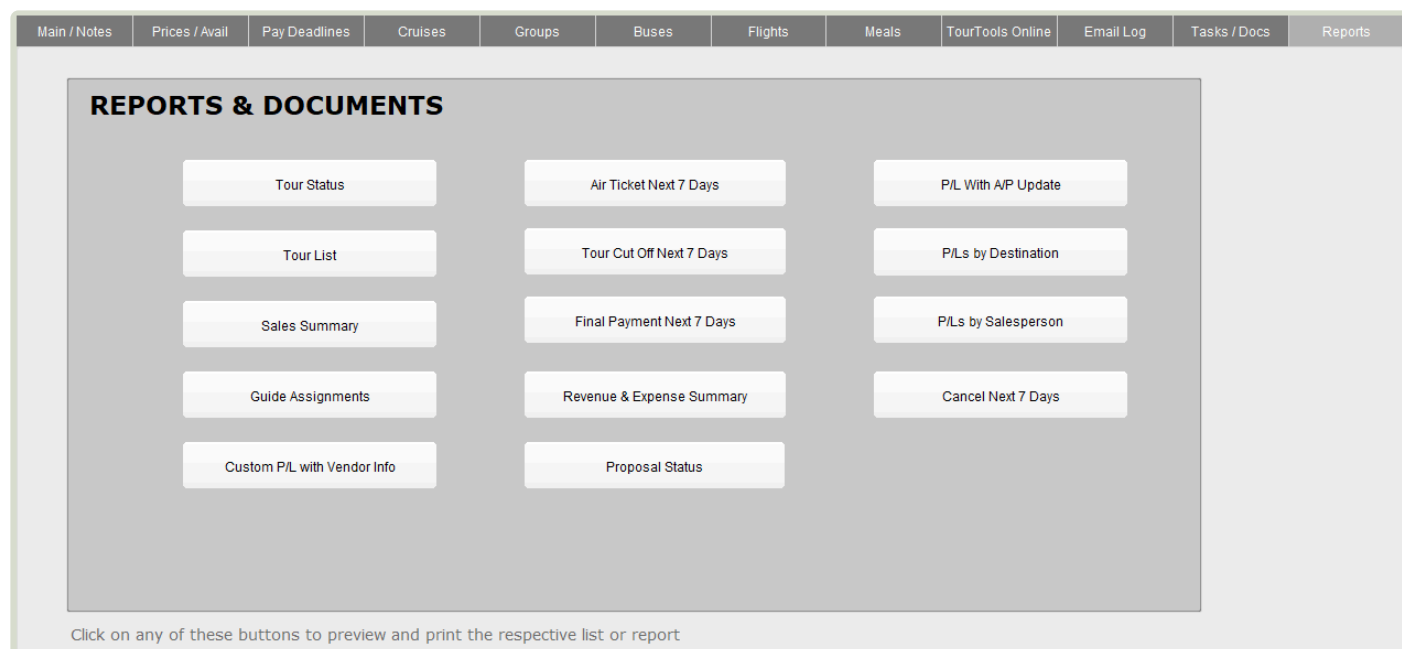 Main / Notes Prices / Avail Pay Deadlines Cruises Groups Buses Flights Meals TourTools Online Email Log Tasks / Docs Reports
REPORTS & DOCUMENTS
Tour Status Air Ticket Next 7 Days P/L With A/P Update
Tour List Tour Cut Off Next 7 Days P/Ls by Destination
Sales Summary Final Payment Next 7 Days P/Ls by Salesperson
Guide Assignments Revenue & Expense Summary Cancel Next 7 Days
Custom P/L with Vendor Info Proposal Status
Click on any of these buttons to preview and print the respective list or report